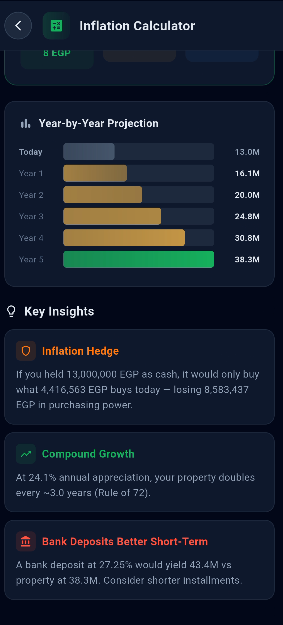 Inflation Calculator
8 EGP
Year-by-Year Projection
Today 13.0M
Year 1 16.1M
Year 2 20.0M
Year 3 24.8M
Year 4 30.8M
Year 5 38.3M
Key Insights
Inflation Hedge
If you held 13,000,000 EGP as cash, it would only buy
what 4,416,563 EGP buys today — losing 8,583,437
EGP in purchasing power.
Compound Growth
At 24.1% annual appreciation, your property doubles
every ~3.0 years (Rule of 72).
Bank Deposits Better Short-Term
A bank deposit at 27.25% would yield 43.4M vs
property at 38.3M. Consider shorter installments.